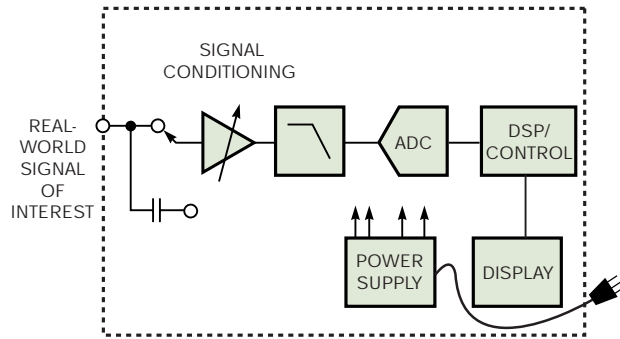 SIGNAL
CONDITIONING
REAL-
WORLD
SIGNAL
OF
INTEREST
ADC
DSP/
CONTROL
POWER
SUPPLY
DISPLAY